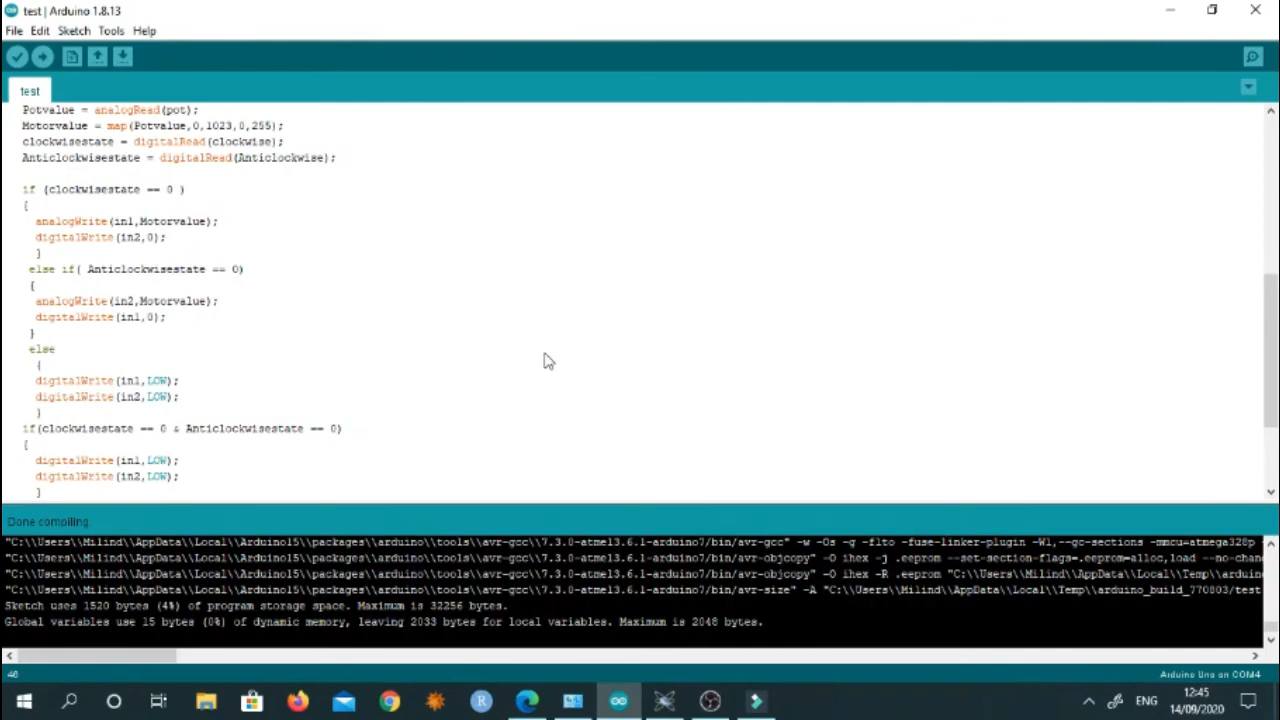 test | Arduino 1.8.13
File Edit Sketch Tools Help
test
Potvalue = analogRead(pot);
Motorvalue = map(Potvalue,0,1023,0,255);
clockwisestate = digitalRead(clockwise);
Anticlockwisestate = digitalRead(Anticlockwise);
if (clockwisestate == 0 )
{
analogWrite(in1,Motorvalue);
digitalWrite(in2,0);
}
else if( Anticlockwisestate == 0)
{
analogWrite(in2,Motorvalue);
digitalWrite(in1,0);
}
else
{
digitalWrite(in1,LOW);
digitalWrite(in2,LOW);
}
if(clockwisestate == 0 & Anticlockwisestate == 0)
{
digitalWrite(in1,LOW);
digitalWrite(in2,LOW);
}
Done compiling.
"C:\\Users\\Milind\\AppData\\Local\\Arduino15\\packages\\arduino\\tools\\avr-gcc\\7.3.0-atmel3.6.1-arduino7/bin/avr-gcc" -w -Os -g -flto -fuse-linker-plugin -Wl,--gc-sections -mmcu=atmega328p
"C:\\Users\\Milind\\AppData\\Local\\Arduino15\\packages\\arduino\\tools\\avr-gcc\\7.3.0-atmel3.6.1-arduino7/bin/avr-objcopy" -O ihex -j .eeprom --set-section-flags=.eeprom=alloc,load --no-chan
"C:\\Users\\Milind\\AppData\\Local\\Arduino15\\packages\\arduino\\tools\\avr-gcc\\7.3.0-atmel3.6.1-arduino7/bin/avr-objcopy" -O ihex -R .eeprom "C:\\Users\\Milind\\AppData\\Local\\Temp\\arduin
"C:\\Users\\Milind\\AppData\\Local\\Arduino15\\packages\\arduino\\tools\\avr-gcc\\7.3.0-atmel3.6.1-arduino7/bin/avr-size" -A "C:\\Users\\Milind\\AppData\\Local\\Temp\\arduino_build_770803/test
Sketch uses 1520 bytes (4%) of program storage space. Maximum is 32256 bytes.
Global variables use 15 bytes (0%) of dynamic memory, leaving 2033 bytes for local variables. Maximum is 2048 bytes.
Arduino Uno on COM4
R
ENG
12:45
14/09/2020